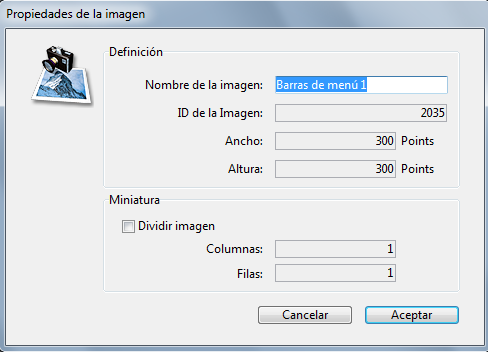 Propiedades de la imagen
Definición
Nombre de la imagen: Barras de menú 1
ID de la Imagen: 2035
Ancho: 300 Points
Altura: 300 Points
Miniatura
Dividir imagen
Columnas: 1
Filas: 1
Cancelar Aceptar